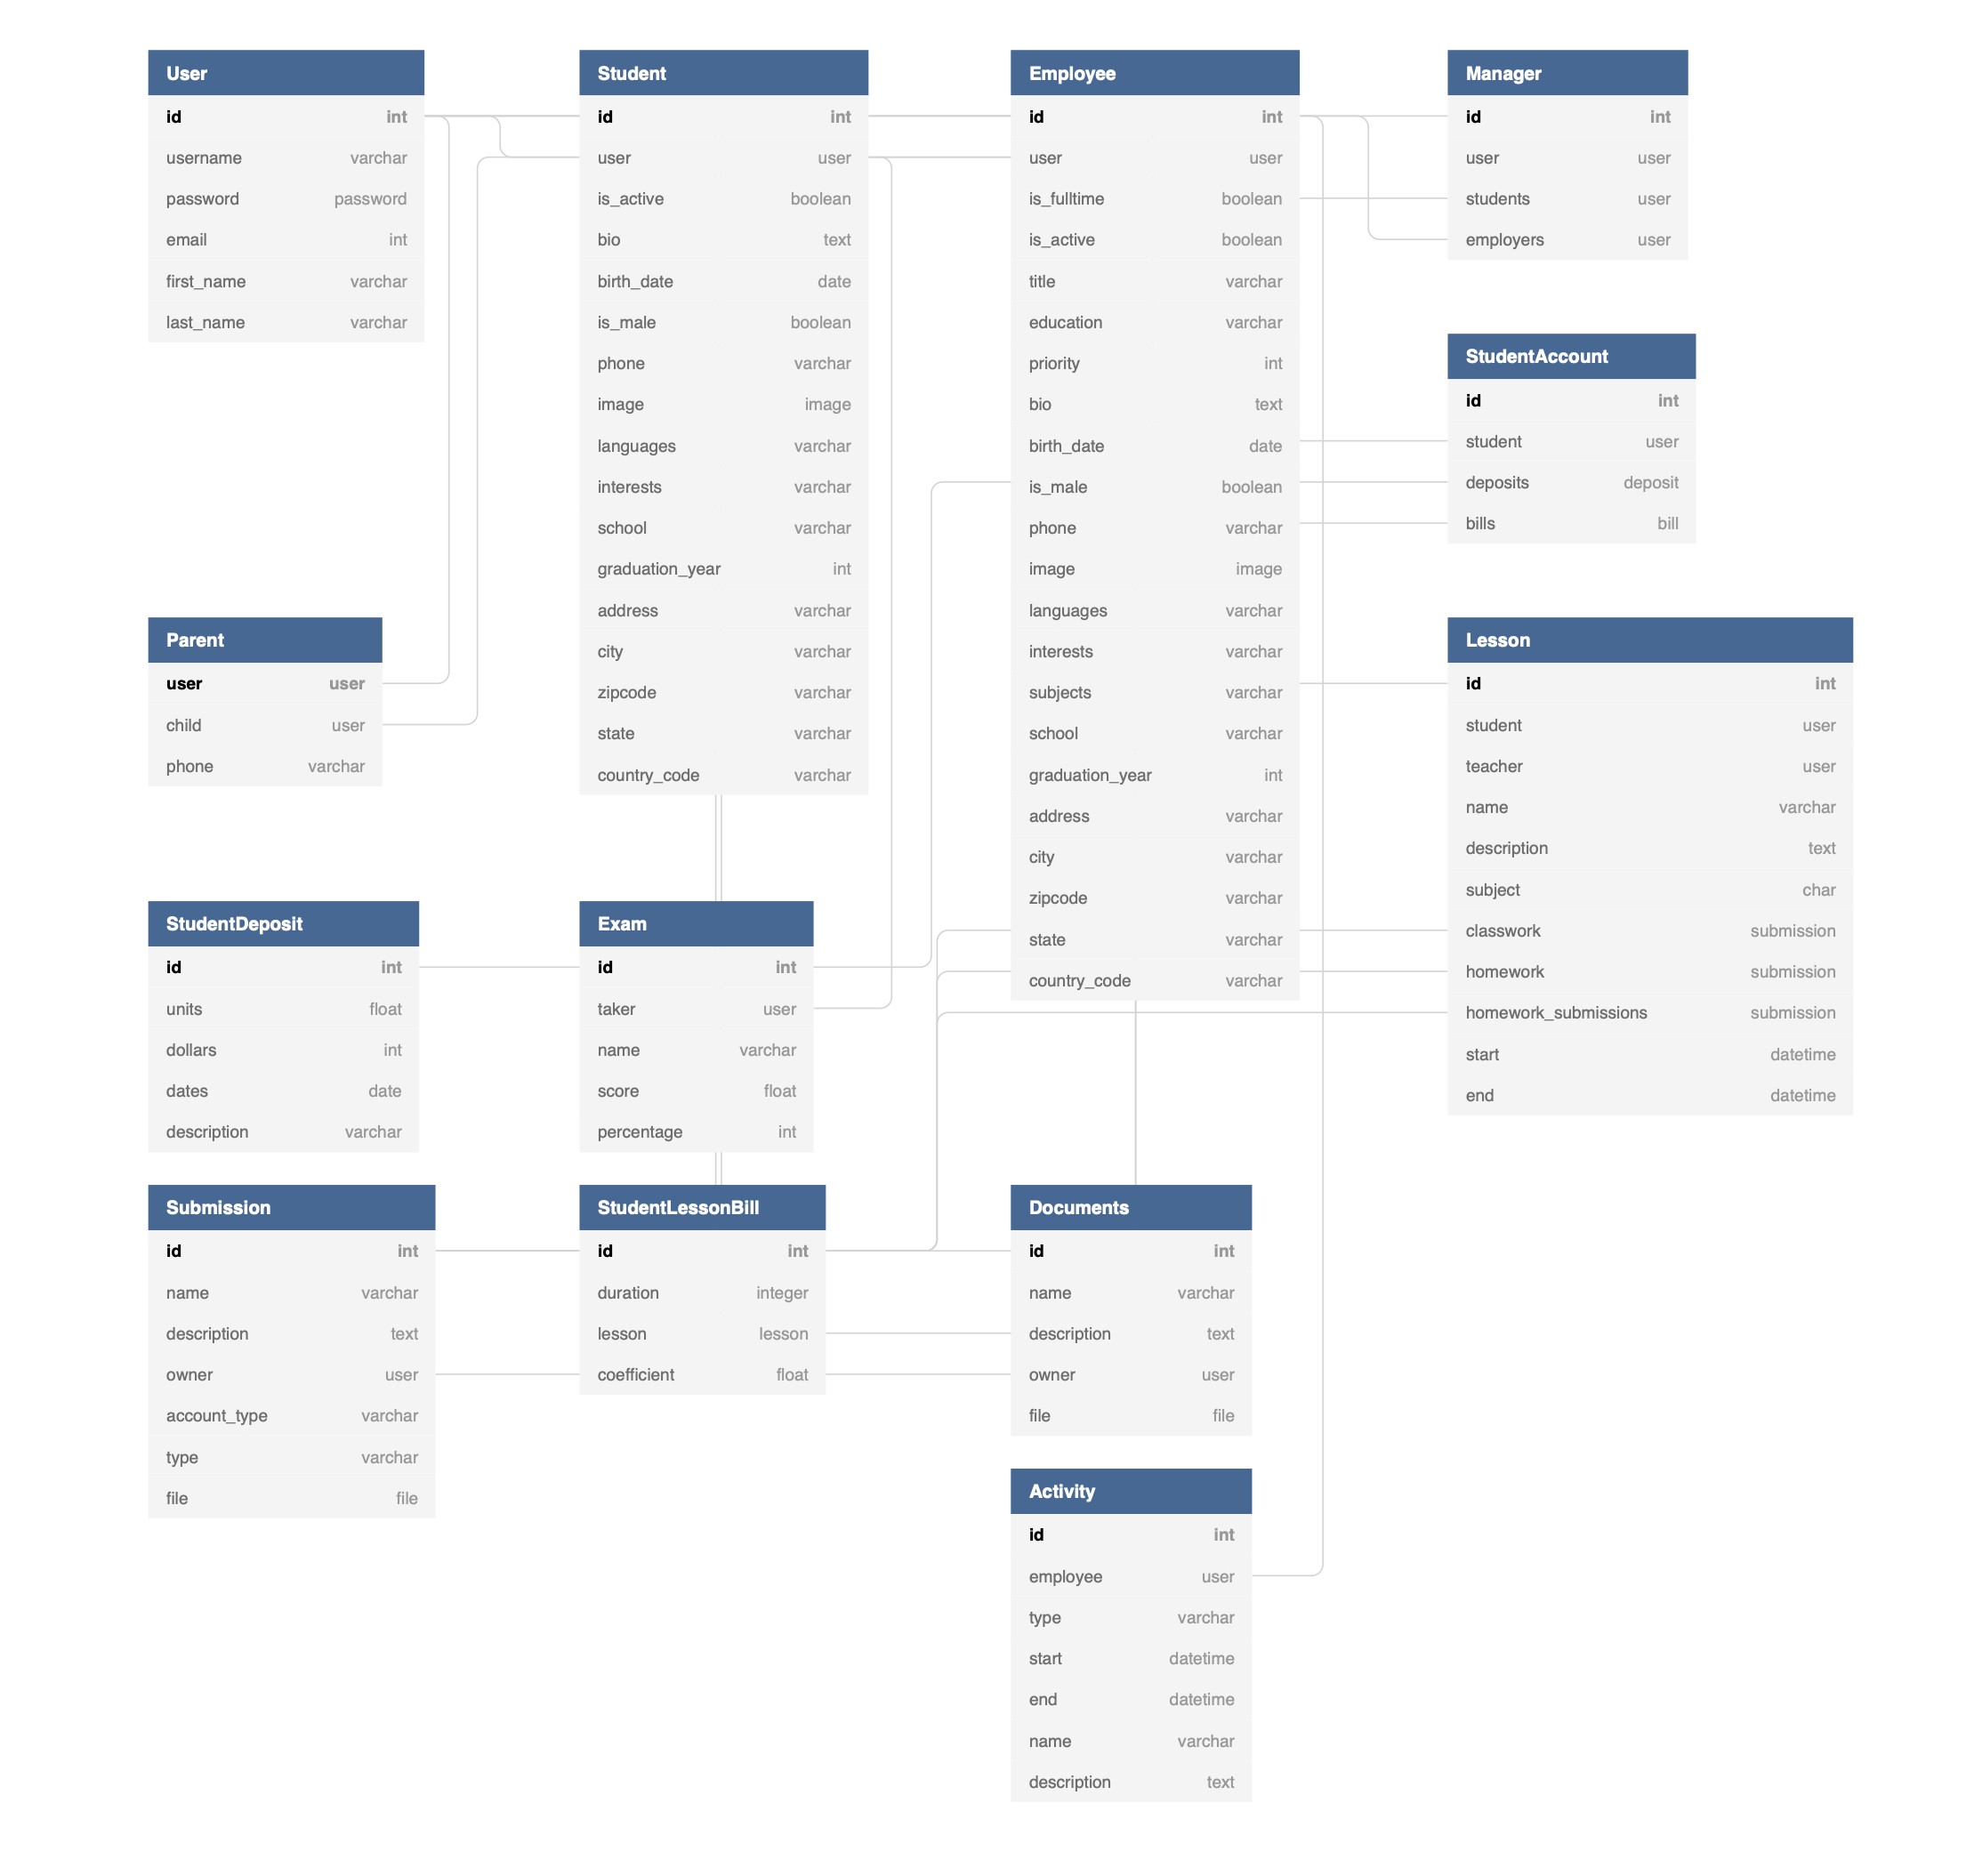 User
id int
username varchar
password password
email int
first_name varchar
last_name varchar
Student
id int
user user
is_active boolean
bio text
birth_date date
is_male boolean
phone varchar
image image
languages varchar
interests varchar
school varchar
graduation_year int
address varchar
city varchar
zipcode varchar
state varchar
country_code varchar
Employee
id int
user user
is_fulltime boolean
is_active boolean
title varchar
education varchar
priority int
bio text
birth_date date
is_male boolean
phone varchar
image image
languages varchar
interests varchar
subjects varchar
school varchar
graduation_year int
address varchar
city varchar
zipcode varchar
state varchar
country_code varchar
Manager
id int
user user
students user
employers user
StudentAccount
id int
student user
deposits deposit
bills bill
Parent
user user
child user
phone varchar
Lesson
id int
student user
teacher user
name varchar
description text
subject char
classwork submission
homework submission
homework_submissions submission
start datetime
end datetime
StudentDeposit
id int
units float
dollars int
dates date
description varchar
Exam
id int
taker user
name varchar
score float
percentage int
Submission
id int
name varchar
description text
owner user
account_type varchar
type varchar
file file
StudentLessonBill
id int
duration integer
lesson lesson
coefficient float
Documents
id int
name varchar
description text
owner user
file file
Activity
id int
employee user
type varchar
start datetime
end datetime
name varchar
description text